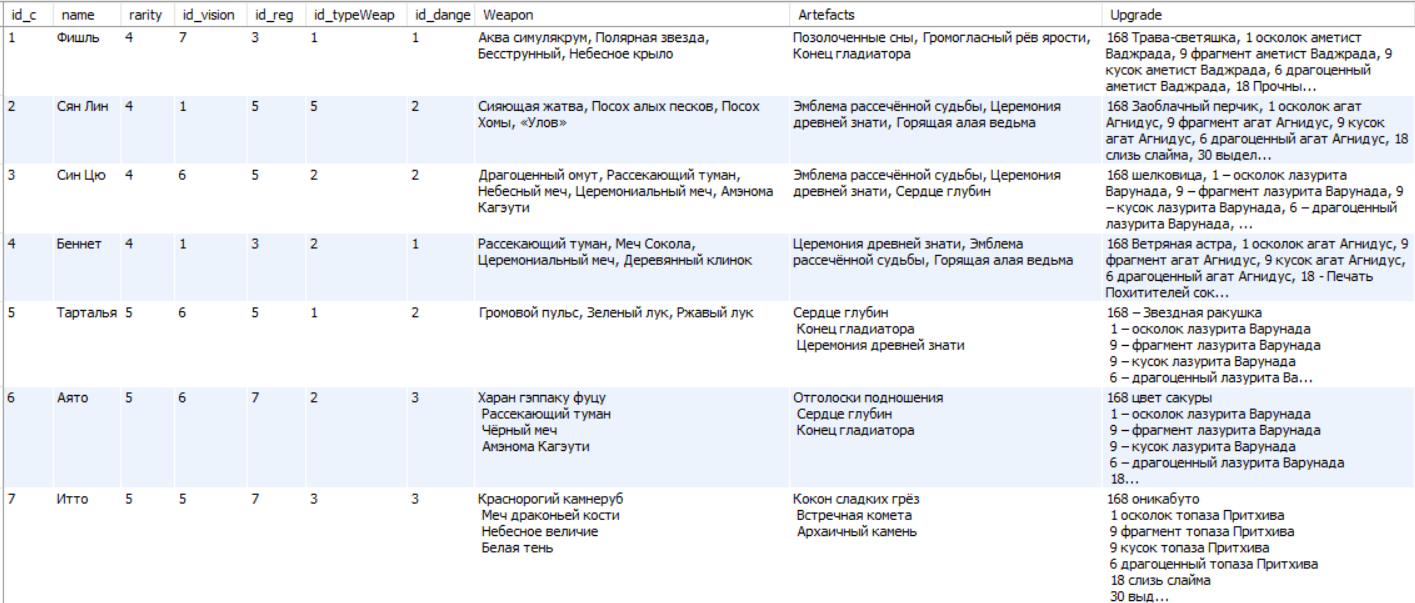 id_c name rarity id_vision id_reg id_typeWeap id_dange Weapon Artefacts Upgrade
1 Фишль 4 7 3 1 1 Аква симулякрум, Полярная звезда, Позолоченные сны, Громогласный рёв ярости, 168 Трава-светяшка, 1 осколок аметист
Бесструнный, Небесное крыло Конец гладиатора Ваджрада, 9 фрагмент аметист Ваджрада, 9
кусок аметист Ваджрада, 6 драгоценный
аметист Ваджрада, 18 Прочны...
2 Сян Лин 4 1 5 5 2 Сияющая жатва, Посох алых песков, Посох Эмблема рассечённой судьбы, Церемония 168 Заоблачный перчик, 1 осколок агат
Хомы, «Улов» древней знати, Горящая алая ведьма Агнидус, 9 фрагмент агат Агнидус, 9 кусок
агат Агнидус, 6 драгоценный агат Агнидус, 18
слизь слайма, 30 выдел...
3 Син Цю 4 6 5 2 2 Драгоценный омут, Рассекающий туман, Эмблема рассечённой судьбы, Церемония 168 шелковица, 1 – осколок лазурита
Небесный меч, Церемониальный меч, Амэнома древней знати, Сердце глубин Варунада, 9 – фрагмент лазурита Варунада, 9
Кагэути – кусок лазурита Варунада, 6 – драгоценный
лазурита Варунада, ...
4 Беннет 4 1 3 2 1 Рассекающий туман, Меч Сокола, Церемония древней знати, Эмблема 168 Ветряная астра, 1 осколок агат Агнидус, 9
Церемониальный меч, Деревянный клинок рассечённой судьбы, Горящая алая ведьма фрагмент агат Агнидус, 9 кусок агат Агнидус,
6 драгоценный агат Агнидус, 18 - Печать
Похитителей сок...
5 Тарталья 5 6 5 1 2 Громовой пульс, Зеленый лук, Ржавый лук Сердце глубин 168 – Звездная ракушка
Конец гладиатора 1 – осколок лазурита Варунада
Церемония древней знати 9 – фрагмент лазурита Варунада
9 – кусок лазурита Варунада
6 – драгоценный лазурита Ва...
6 Аято 5 6 7 2 3 Харан гэппаку фуцу Отголоски подношения 168 цвет сакуры
Рассекающий туман Сердце глубин 1 – осколок лазурита Варунада
Чёрный меч Конец гладиатора 9 – фрагмент лазурита Варунада
Амэнома Кагэути 9 – кусок лазурита Варунада
6 – драгоценный лазурита Варунада
18...
7 Итто 5 5 7 3 3 Краснорогий камнеруб Кокон сладких грёз 168 оникабуто
Меч драконьей кости Встречная комета 1 осколок топаза Притхива
Небесное величие Архаичный камень 9 фрагмент топаза Притхива
Белая тень 9 кусок топаза Притхива
6 драгоценный топаза Притхива
18 слизь слайма
30 выд...